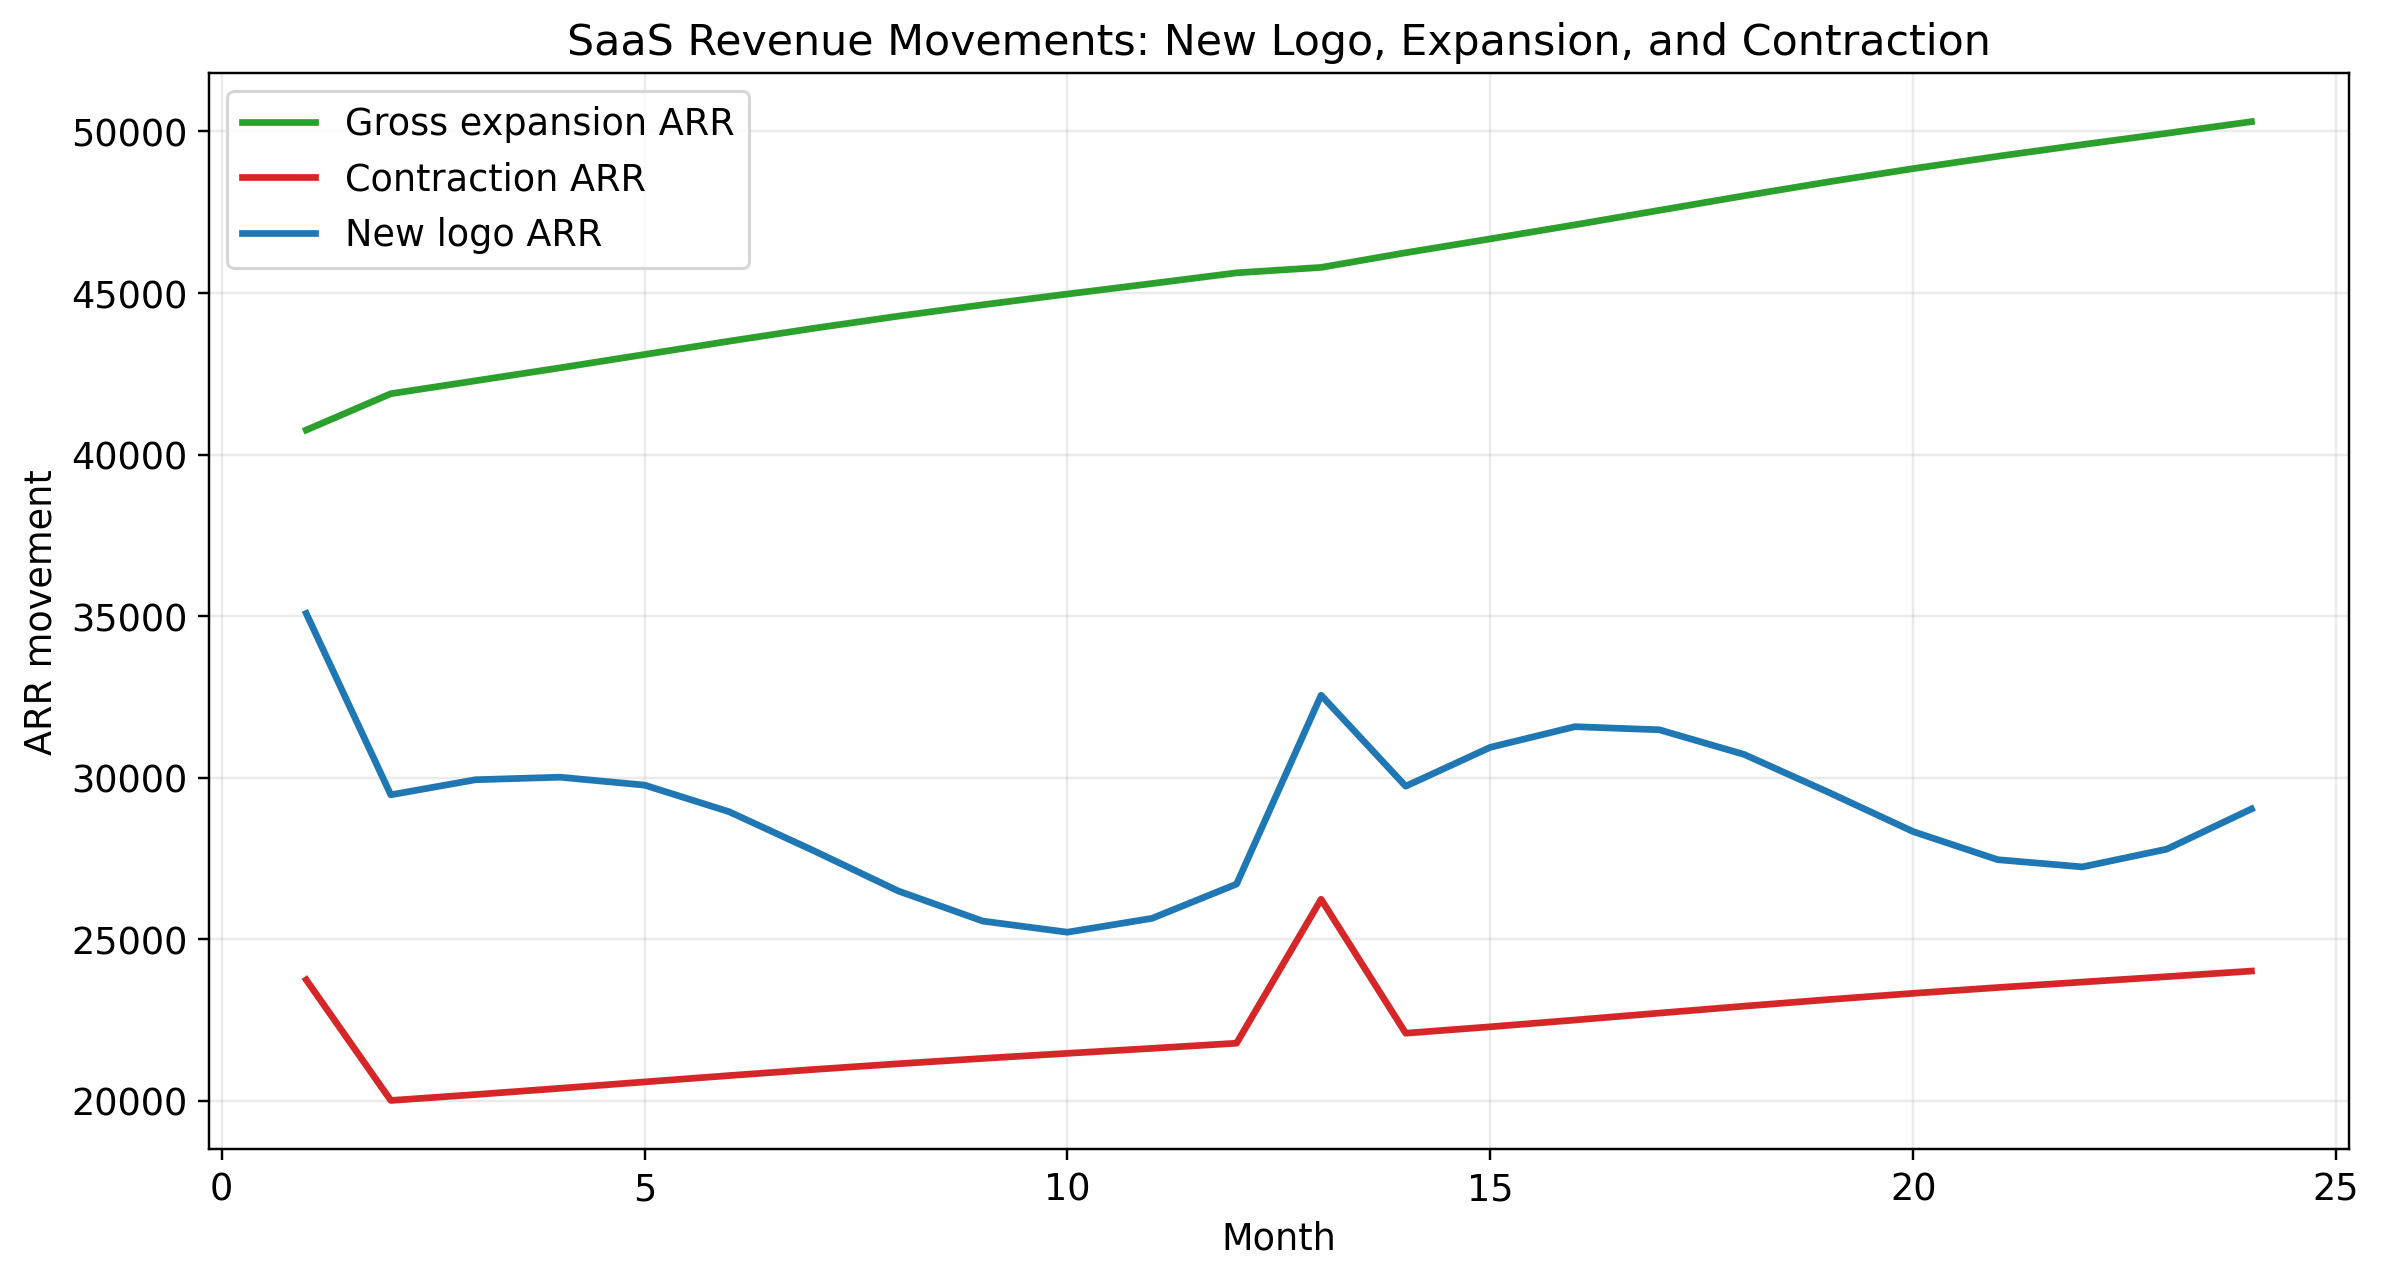 SaaS Revenue Movements: New Logo, Expansion, and Contraction
Gross expansion ARR
Contraction ARR
New logo ARR
ARR movement
50000
45000
40000
35000
30000
25000
20000
0 5 10 15 20 25
Month